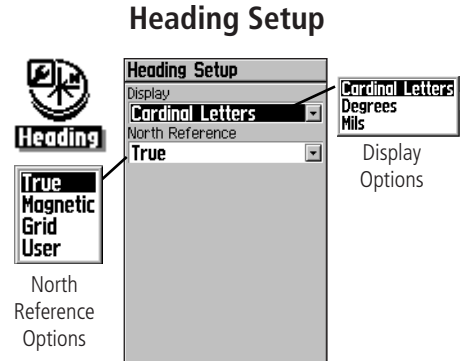 Heading Setup
Heading
Heading Setup
Display
Cardinal Letters
North Reference
True
Cardinal Letters
Degrees
Mils
Display
Options
True
Magnetic
Grid
User
North
Reference
Options